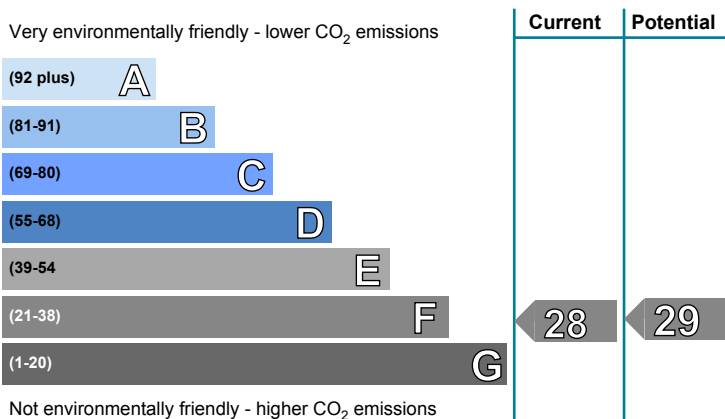 Current Potential
Very environmentally friendly - lower CO2 emissions
(92 plus) A
(81-91) B
(69-80) C
(55-68) D
(39-54 E
(21-38) F 28 29
(1-20) G
Not environmentally friendly - higher CO2 emissions